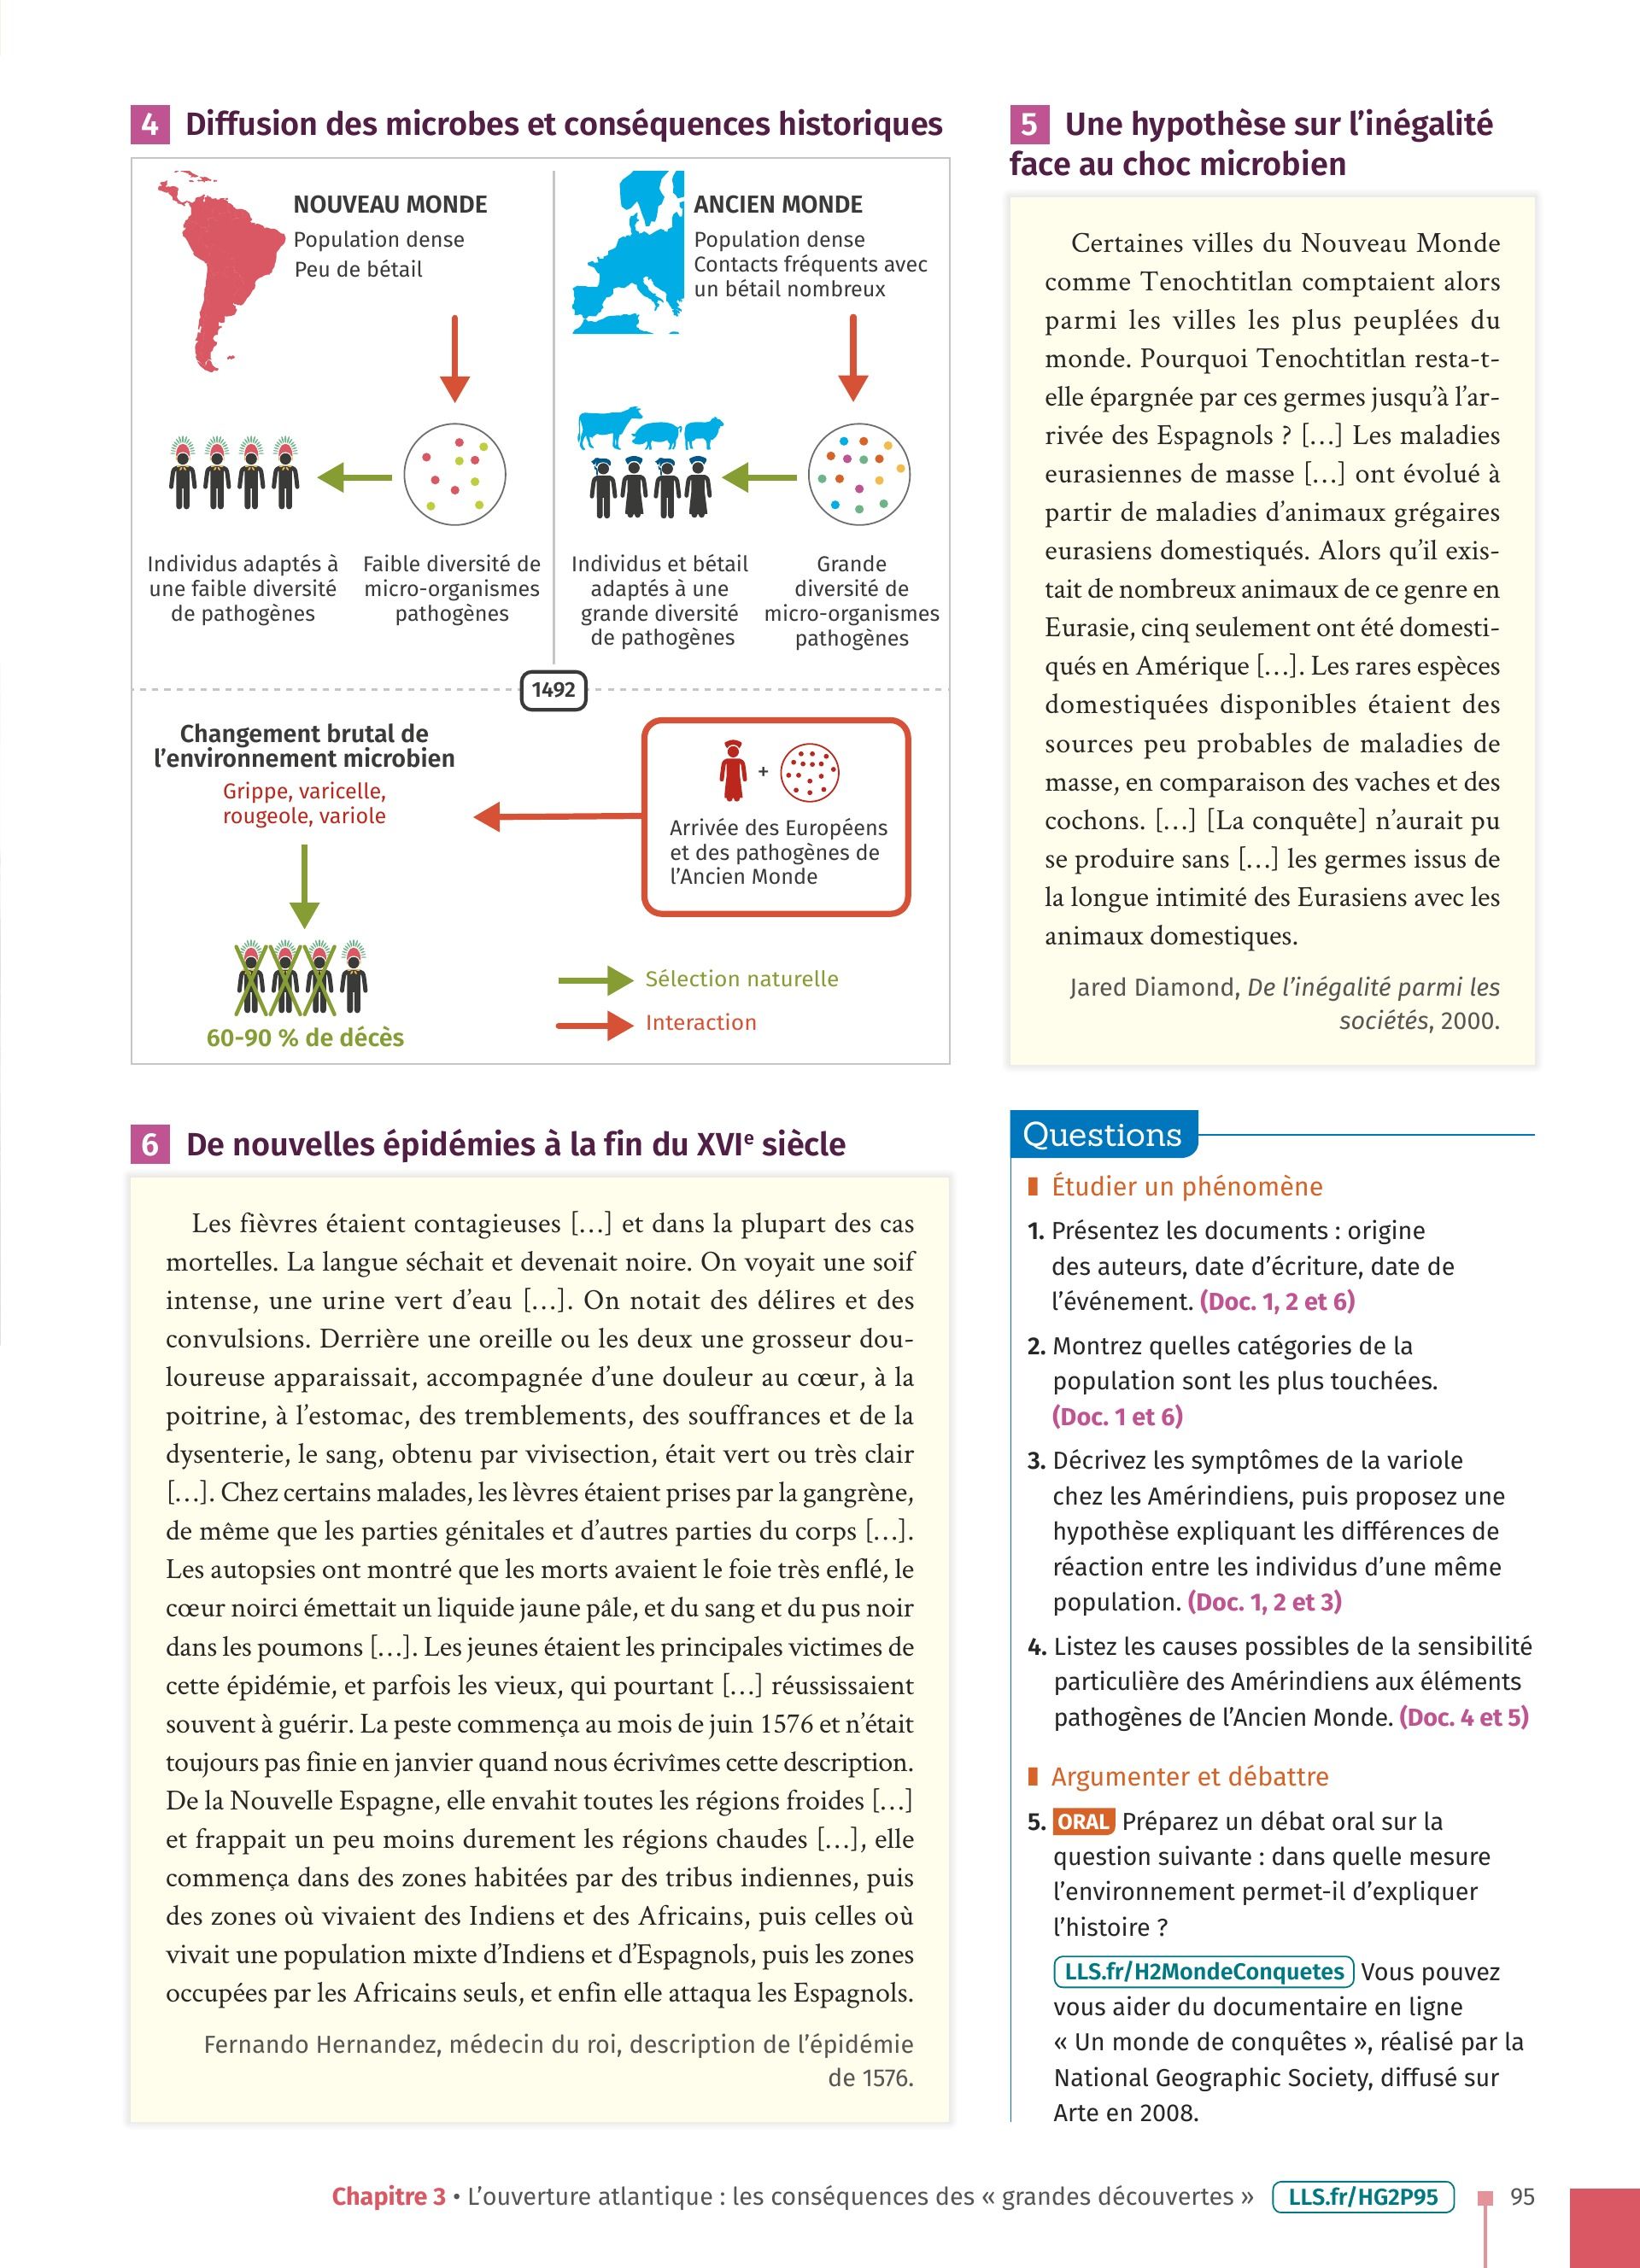 4 Diffusion des microbes et conséquences historiques
NOUVEAU MONDE
Population dense
Peu de bétail
ANCIEN MONDE
Population dense
Contacts fréquents avec
un bétail nombreux
Individus adaptés à
une faible diversité
de pathogènes
Faible diversité de
micro-organismes
pathogènes
Individus et bétail
adaptés à une
grande diversité
de pathogènes
Grande
diversité de
micro-organismes
pathogènes
1492
Changement brutal de
l'environnement microbien
Grippe, varicelle,
rougeole, variole
+
Arrivée des Européens
et des pathogènes de
l'Ancien Monde
60-90 % de décès
Sélection naturelle
Interaction
5 Une hypothèse sur l'inégalité
face au choc microbien
Certaines villes du Nouveau Monde
comme Tenochtitlan comptaient alors
parmi les villes les plus peuplées du
monde. Pourquoi Tenochtitlan resta-t-
elle épargnée par ces germes jusqu'à l'ar-
rivée des Espagnols ? [...] Les maladies
eurasiennes de masse [...] ont évolué à
partir de maladies d'animaux grégaires
eurasiens domestiqués. Alors qu'il exis-
tait de nombreux animaux de ce genre en
Eurasie, cinq seulement ont été domesti-
qués en Amérique [...]. Les rares espèces
domestiquées disponibles étaient des
sources peu probables de maladies de
masse, en comparaison des vaches et des
cochons. [...] [La conquête] n'aurait pu
se produire sans [...] les germes issus de
la longue intimité des Eurasiens avec les
animaux domestiques.
Jared Diamond, De l'inégalité parmi les
sociétés, 2000.
6 De nouvelles épidémies à la fin du XVIe siècle
Les fièvres étaient contagieuses [...] et dans la plupart des cas
mortelles. La langue séchait et devenait noire. On voyait une soif
intense, une urine vert d'eau [...]. On notait des délires et des
convulsions. Derrière une oreille ou les deux une grosseur dou-
loureuse apparaissait, accompagnée d'une douleur au cœur, à la
poitrine, à l'estomac, des tremblements, des souffrances et de la
dysenterie, le sang, obtenu par vivisection, était vert ou très clair
[...]. Chez certains malades, les lèvres étaient prises par la gangrène,
de même que les parties génitales et d'autres parties du corps [...].
Les autopsies ont montré que les morts avaient le foie très enflé, le
cœur noirci émettait un liquide jaune pâle, et du sang et du pus noir
dans les poumons [...]. Les jeunes étaient les principales victimes de
cette épidémie, et parfois les vieux, qui pourtant [...] réussissaient
souvent à guérir. La peste commença au mois de juin 1576 et n'était
toujours pas finie en janvier quand nous écrivîmes cette description.
De la Nouvelle Espagne, elle envahit toutes les régions froides [...]
et frappait un peu moins durement les régions chaudes [...], elle
commença dans des zones habitées par des tribus indiennes, puis
des zones où vivaient des Indiens et des Africains, puis celles où
vivait une population mixte d'Indiens et d'Espagnols, puis les zones
occupées par les Africains seuls, et enfin elle attaqua les Espagnols.
Fernando Hernandez, médecin du roi, description de l'épidémie
de 1576.
Questions
Étudier un phénomène
1. Présentez les documents : origine
des auteurs, date d'écriture, date de
l'événement. (Doc. 1, 2 et 6)
2. Montrez quelles catégories de la
population sont les plus touchées.
(Doc. 1 et 6)
3. Décrivez les symptômes de la variole
chez les Amérindiens, puis proposez une
hypothèse expliquant les différences de
réaction entre les individus d'une même
population. (Doc. 1, 2 et 3)
4. Listez les causes possibles de la sensibilité
particulière des Amérindiens aux éléments
pathogènes de l'Ancien Monde. (Doc. 4 et 5)
Argumenter et débattre
5. ORAL Préparez un débat oral sur la
question suivante : dans quelle mesure
l'environnement permet-il d'expliquer
l'histoire ?
LLS.fr/H2MondeConquetes Vous pouvez
vous aider du documentaire en ligne
« Un monde de conquêtes », réalisé par la
National Geographic Society, diffusé sur
Arte en 2008.
Chapitre 3 • L'ouverture atlantique : les conséquences des « grandes découvertes » LLS.fr/HG2P95 95